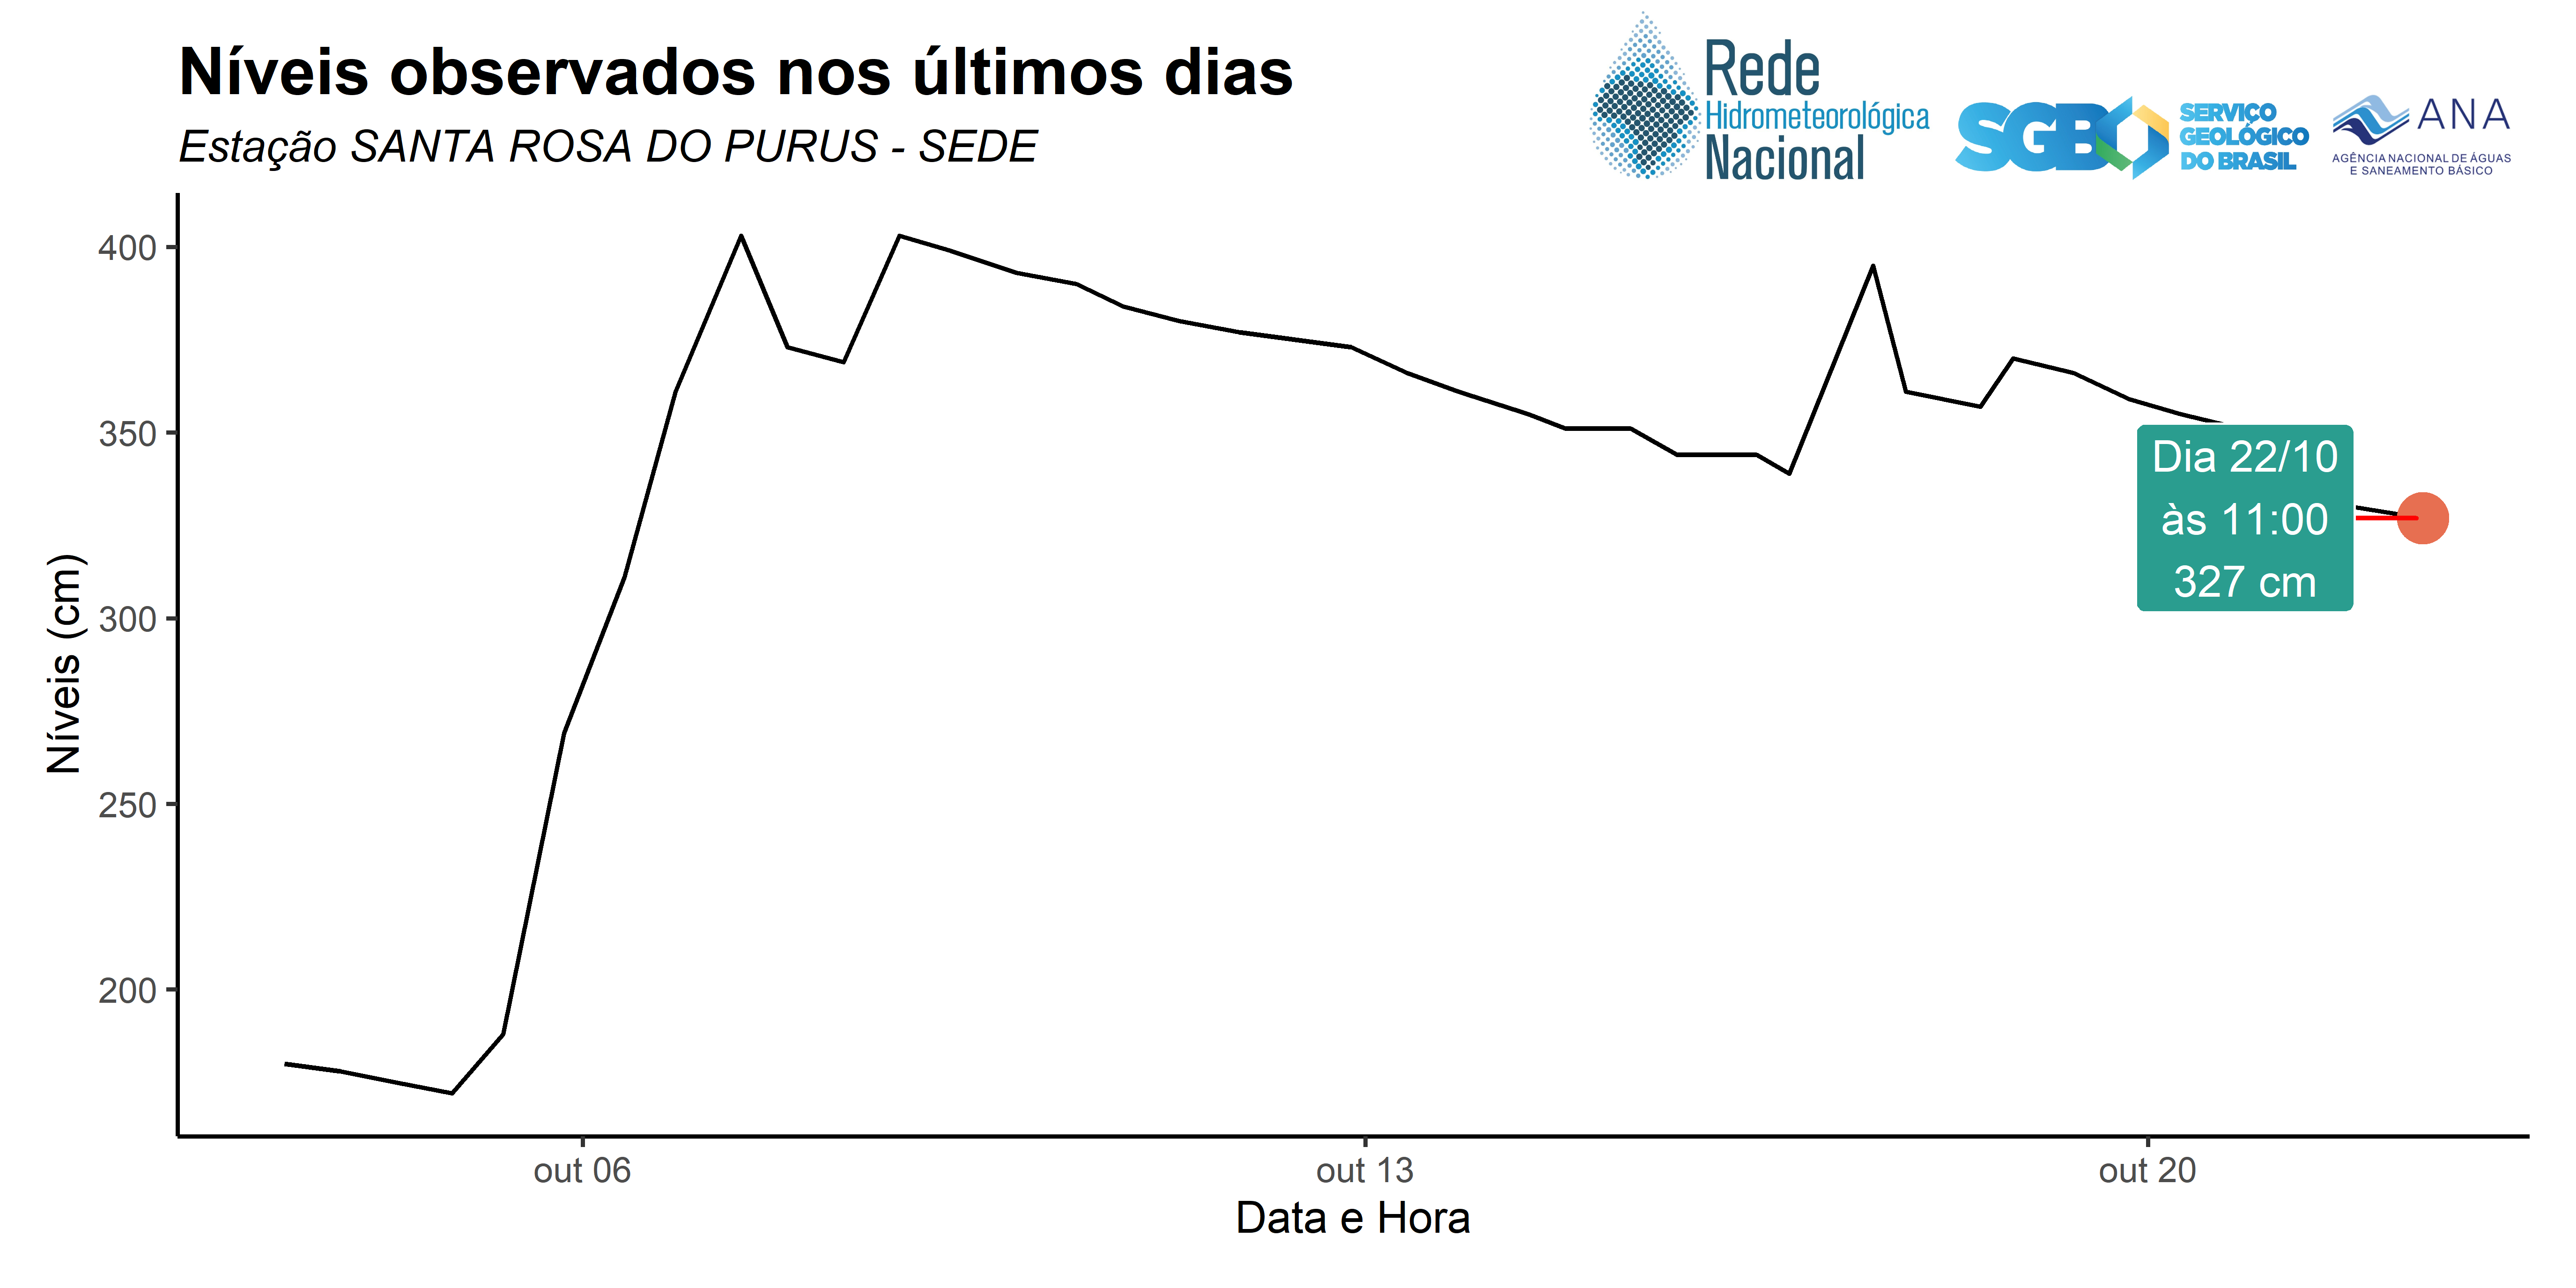 Níveis observados nos últimos dias
Estação SANTA ROSA DO PURUS - SEDE
Rede
Hidrometeorológica
Nacional
SGB
SERVIÇO
GEOLÓGICO
DO BRASIL
ANA
AGÊNCIA NACIONAL DE ÁGUAS
E SANEAMENTO BÁSICO
Níveis (cm)
400
350
300
250
200
Dia 22/10
às 11:00
327 cm
out 06
out 13
out 20
Data e Hora